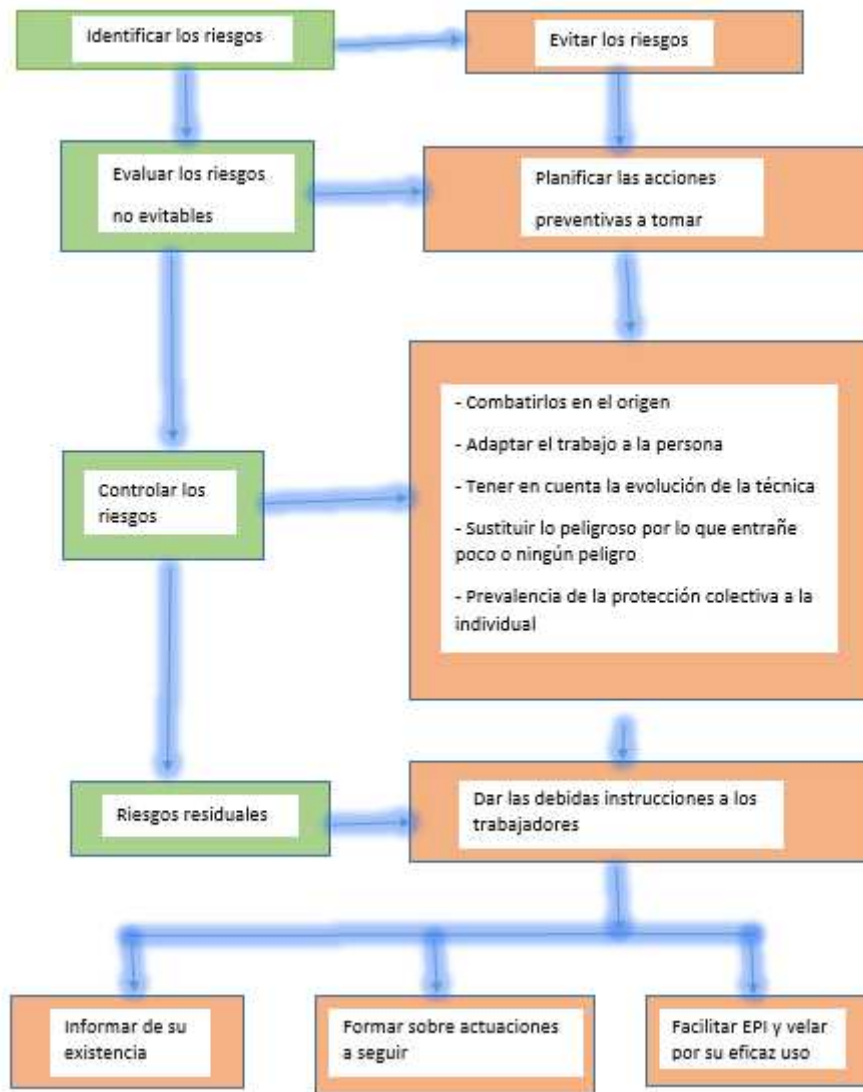 Identificar los riesgos
Evitar los riesgos
Evaluar los riesgos
no evitables
Planificar las acciones
preventivas a tomar
Controlar los
riesgos
- Combatirlos en el origen
- Adaptar el trabajo a la persona
- Tener en cuenta la evolución de la técnica
- Sustituir lo peligroso por lo que entrañe
poco o ningún peligro
- Prevalencia de la protección colectiva a la
individual
Riesgos residuales
Dar las debidas instrucciones a los
trabajadores
Informar de su
existencia
Formar sobre actuaciones
a seguir
Facilitar EPI y velar
por su eficaz uso